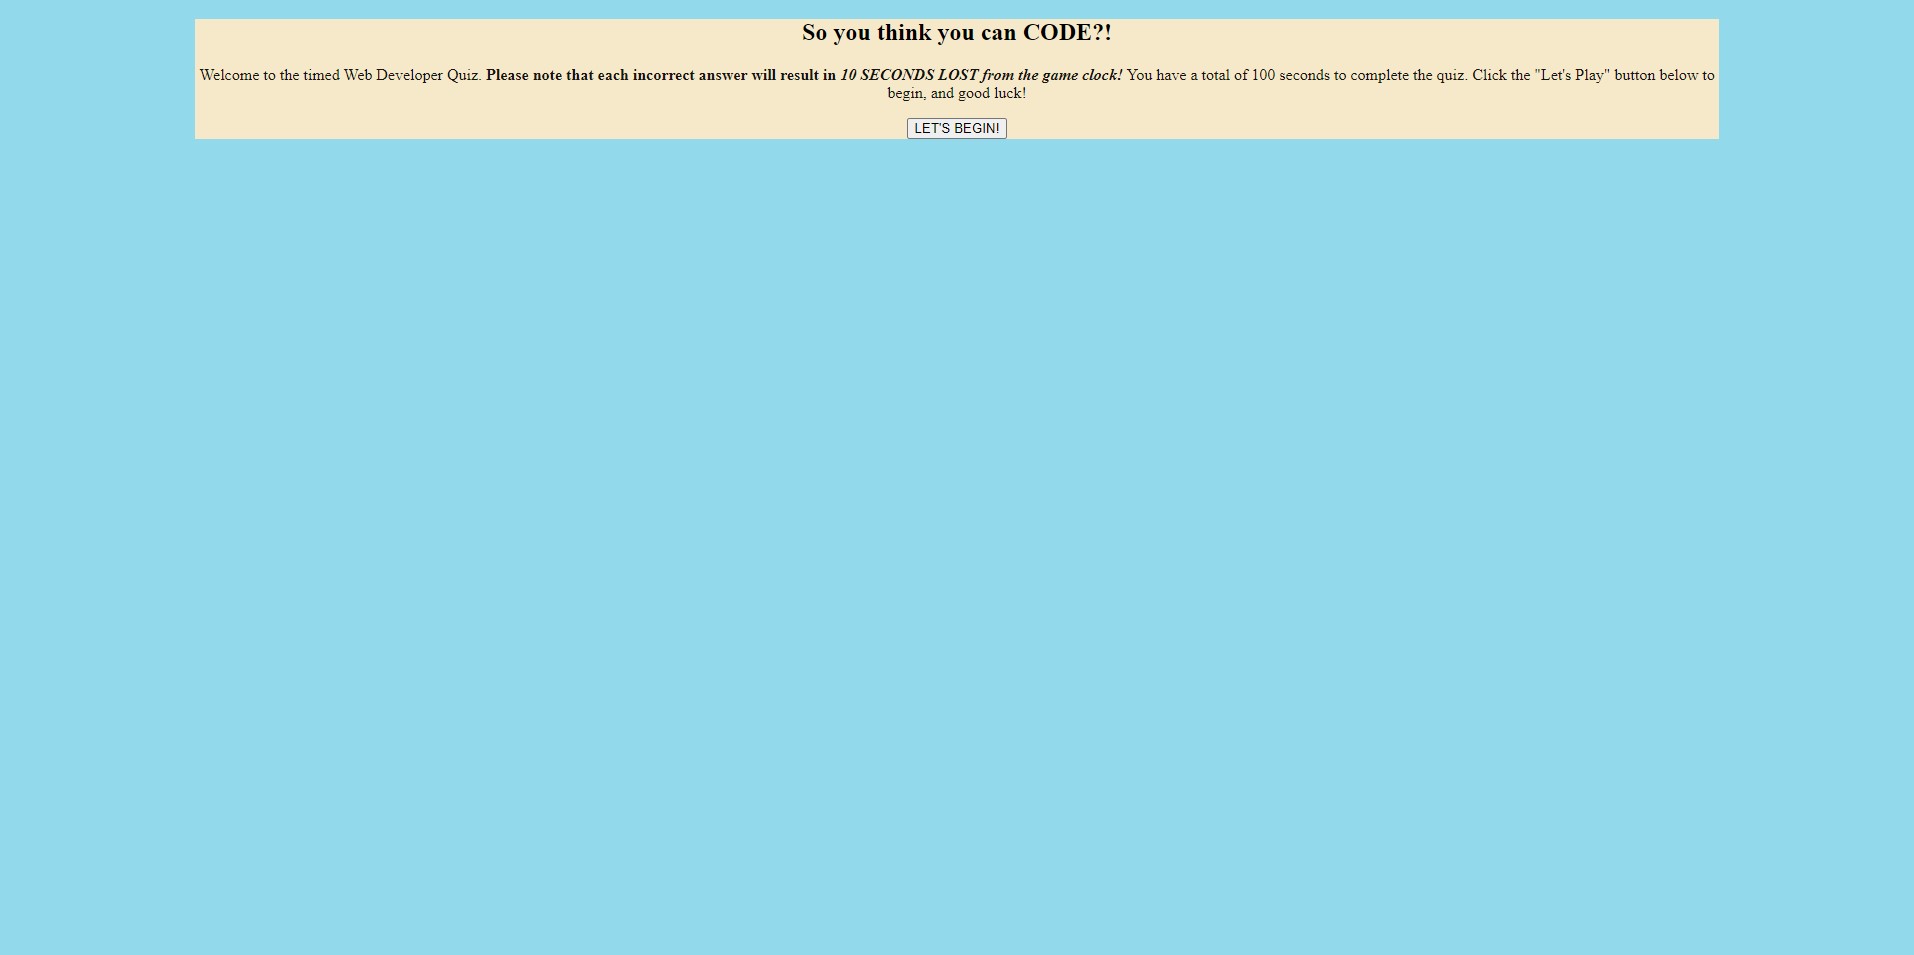 So you think you can CODE?!
Welcome to the timed Web Developer Quiz. Please note that each incorrect answer will result in 10 SECONDS LOST from the game clock! You have a total of 100 seconds to complete the quiz. Click the "Let's Play" button below to
begin, and good luck!
LET'S BEGIN!